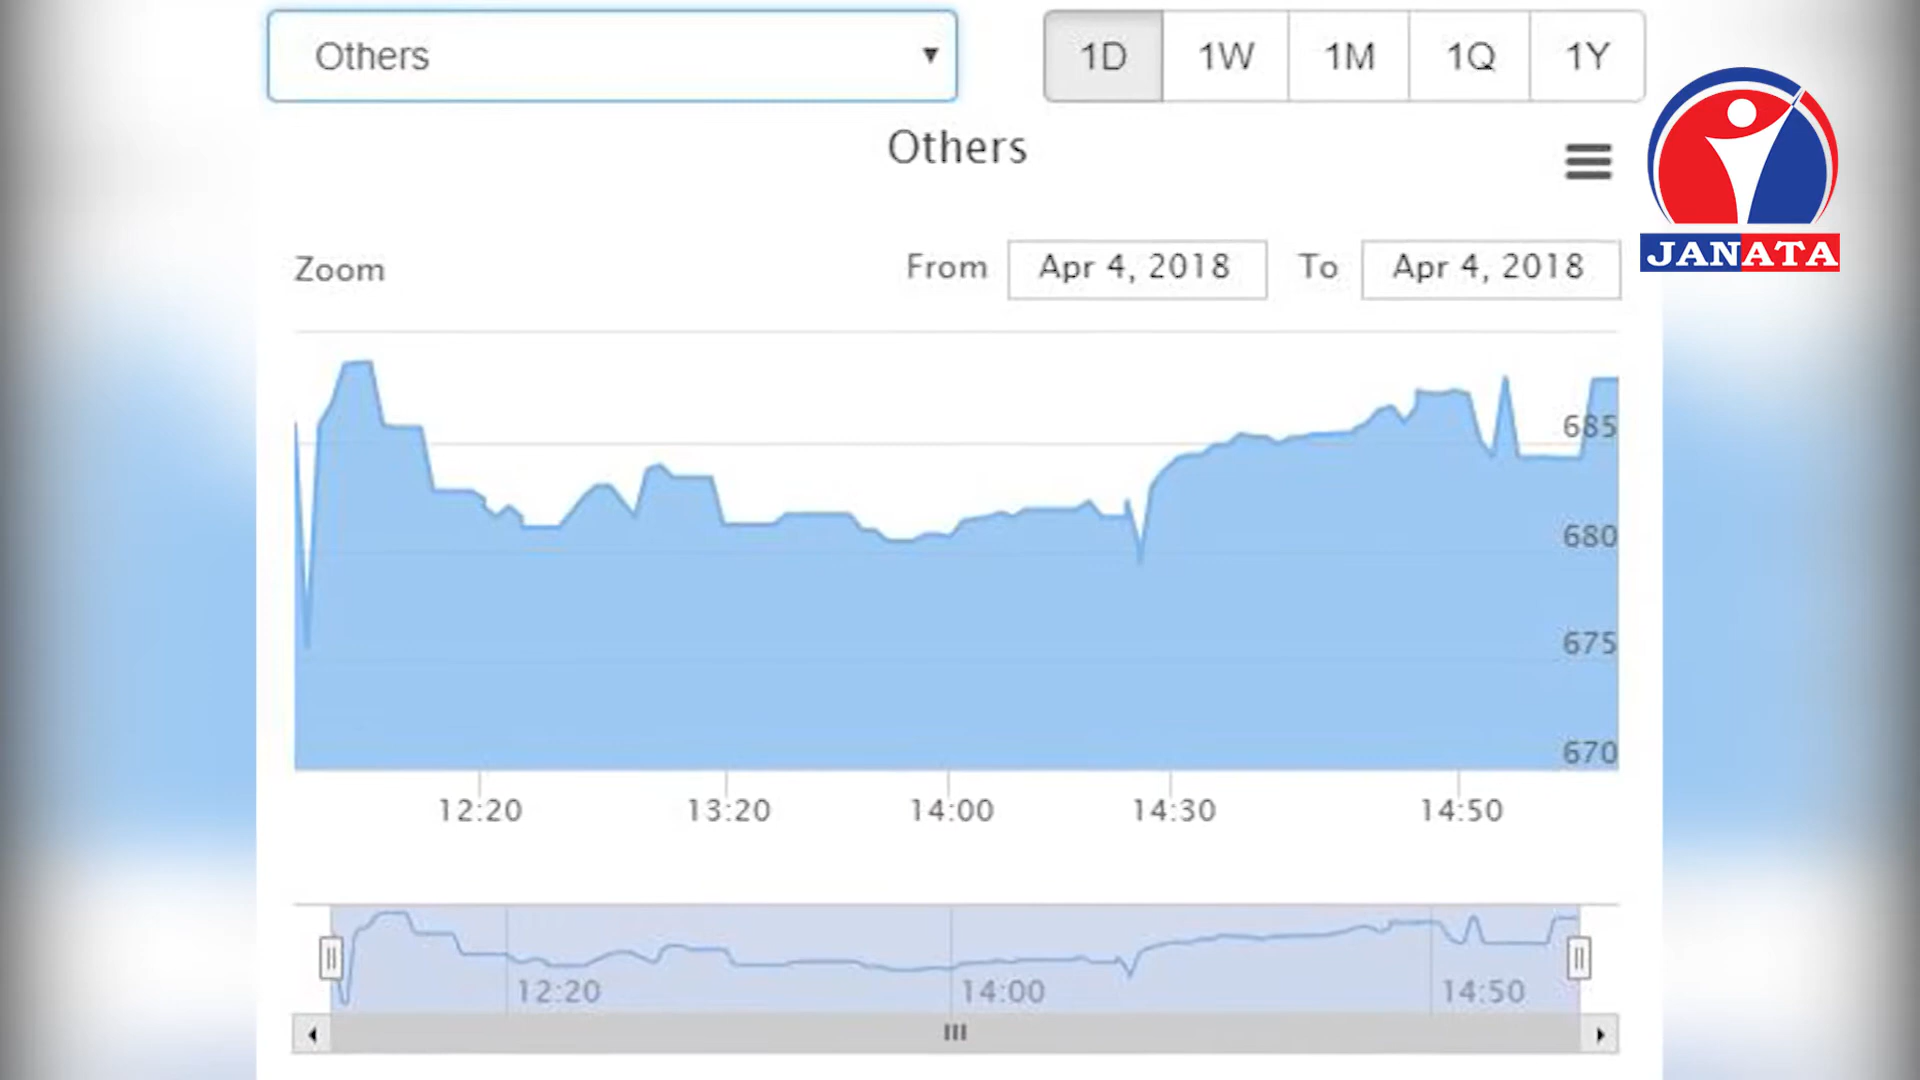 Others
1D 1W 1M 1Q 1Y
Others
JANATA
Zoom From Apr 4, 2018 To Apr 4, 2018
685
680
675
670
12:20 13:20 14:00 14:30 14:50
12:20 14:00 14:50